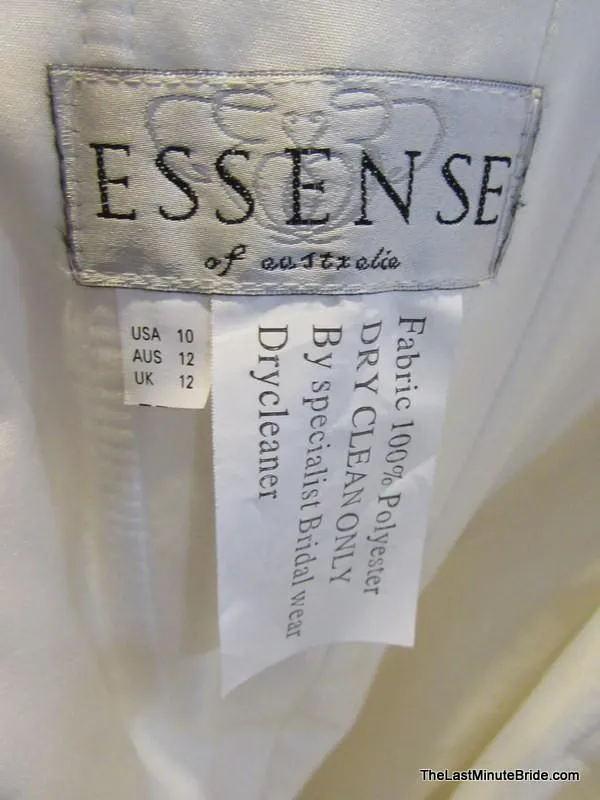 ESSENSE
of australia
USA 10
AUS 12
UK 12
Fabric 100% Polyester
DRY CLEAN ONLY
By specialist Bridal wear
Drycleaner
TheLastMinuteBride.com